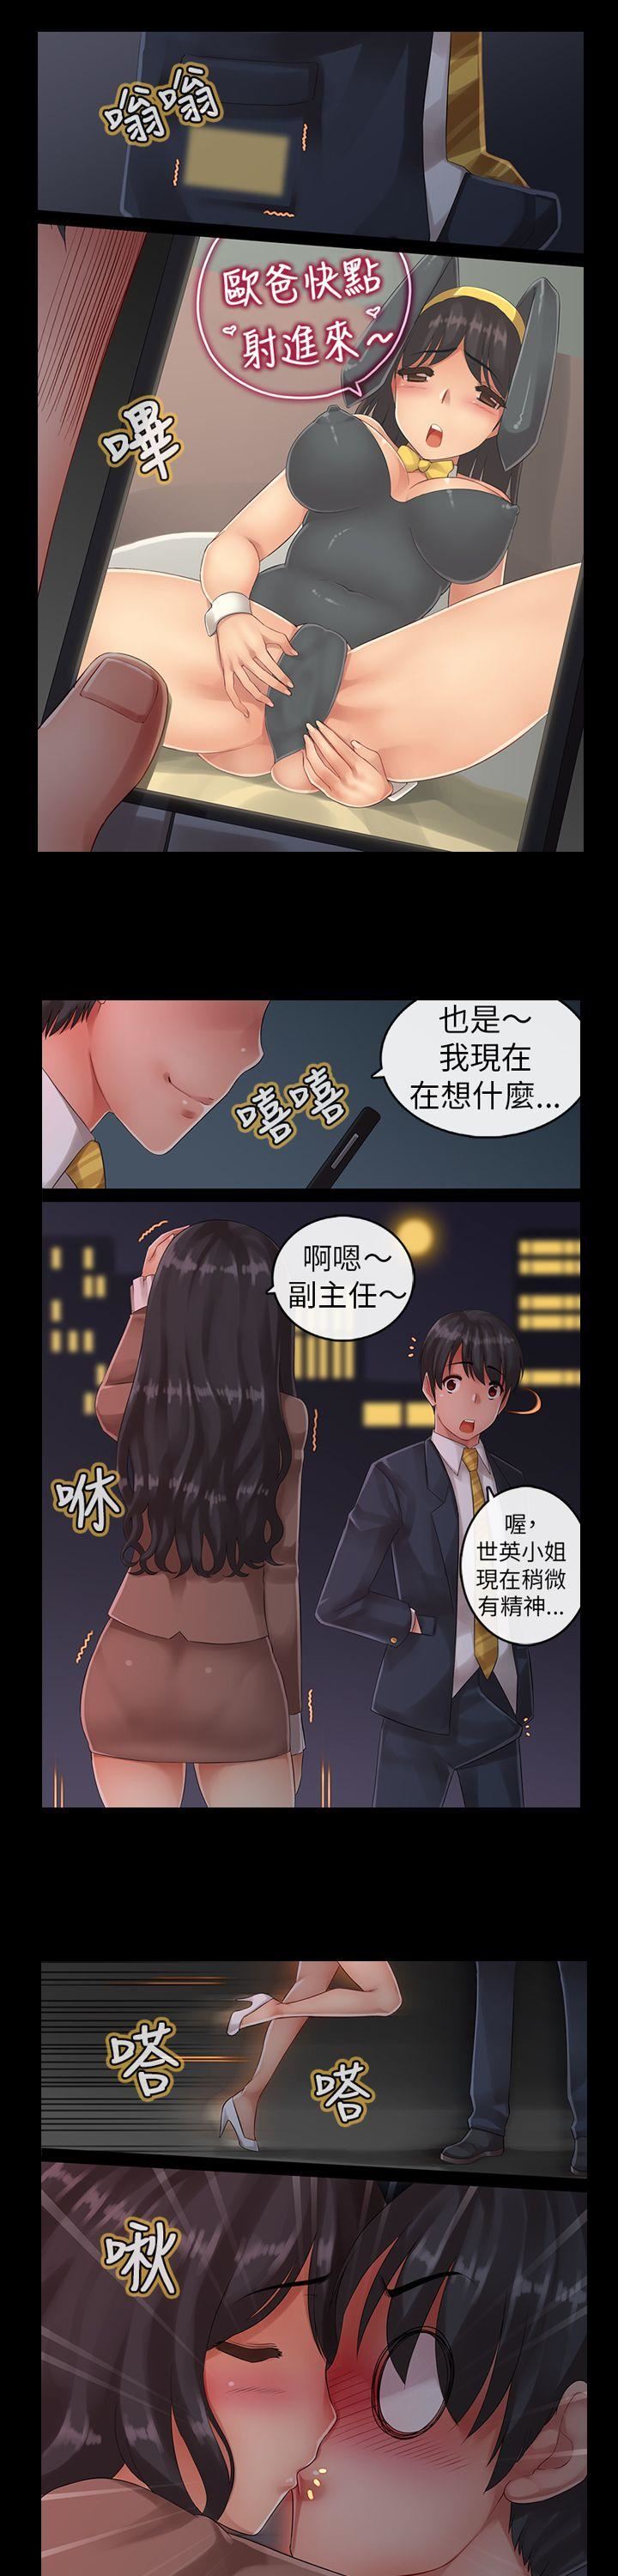 嗡嗡
歐爸快點
射進來～
嗶
也是～
我現在
在想什麼...
嘻嘻
啊嗯～
副主任～
咻
喔，
世英小姐
現在稍微
有精神...
嗒
嗒
啾